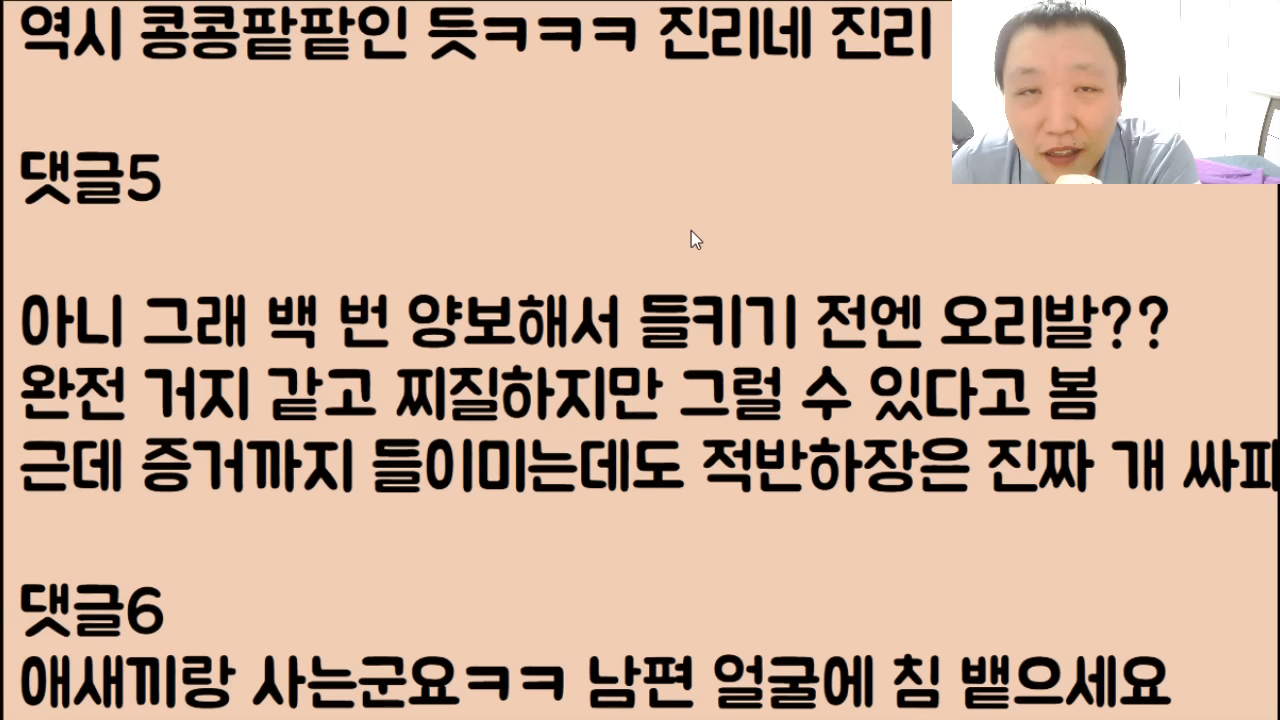 역시 콩콩팥팥인 듯ㅋㅋㅋ 진리네 진리
댓글5
아니 그래 백 번 양보해서 들키기 전엔 오리발??
완전 거지 같고 찌질하지만 그럴 수 있다고 봄
근데 증거까지 들이미는데도 적반하장은 진짜 개
댓글6
애새끼랑 사는군요ㅋㅋ 남편 얼굴에 침 뱉으세요